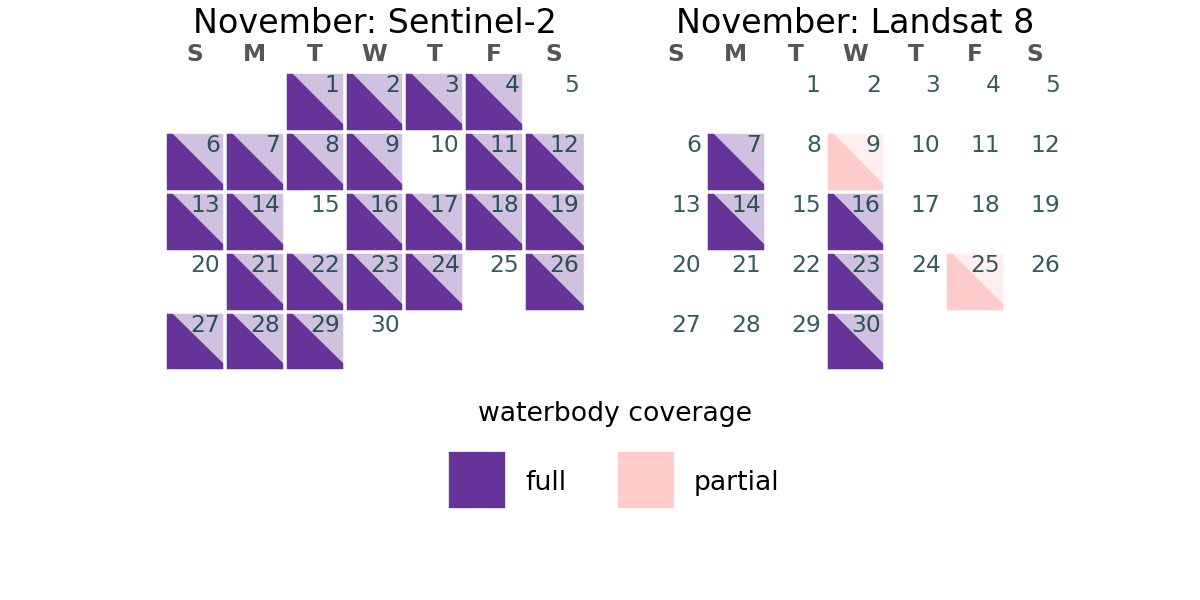 November: Sentinel-2
S M T W T F S
1 2 3 4 5
6 7 8 9 10 11 12
13 14 15 16 17 18 19
20 21 22 23 24 25 26
27 28 29 30
November: Landsat 8
S M T W T F S
1 2 3 4 5
6 7 8 9 10 11 12
13 14 15 16 17 18 19
20 21 22 23 24 25 26
27 28 29 30
waterbody coverage
full partial